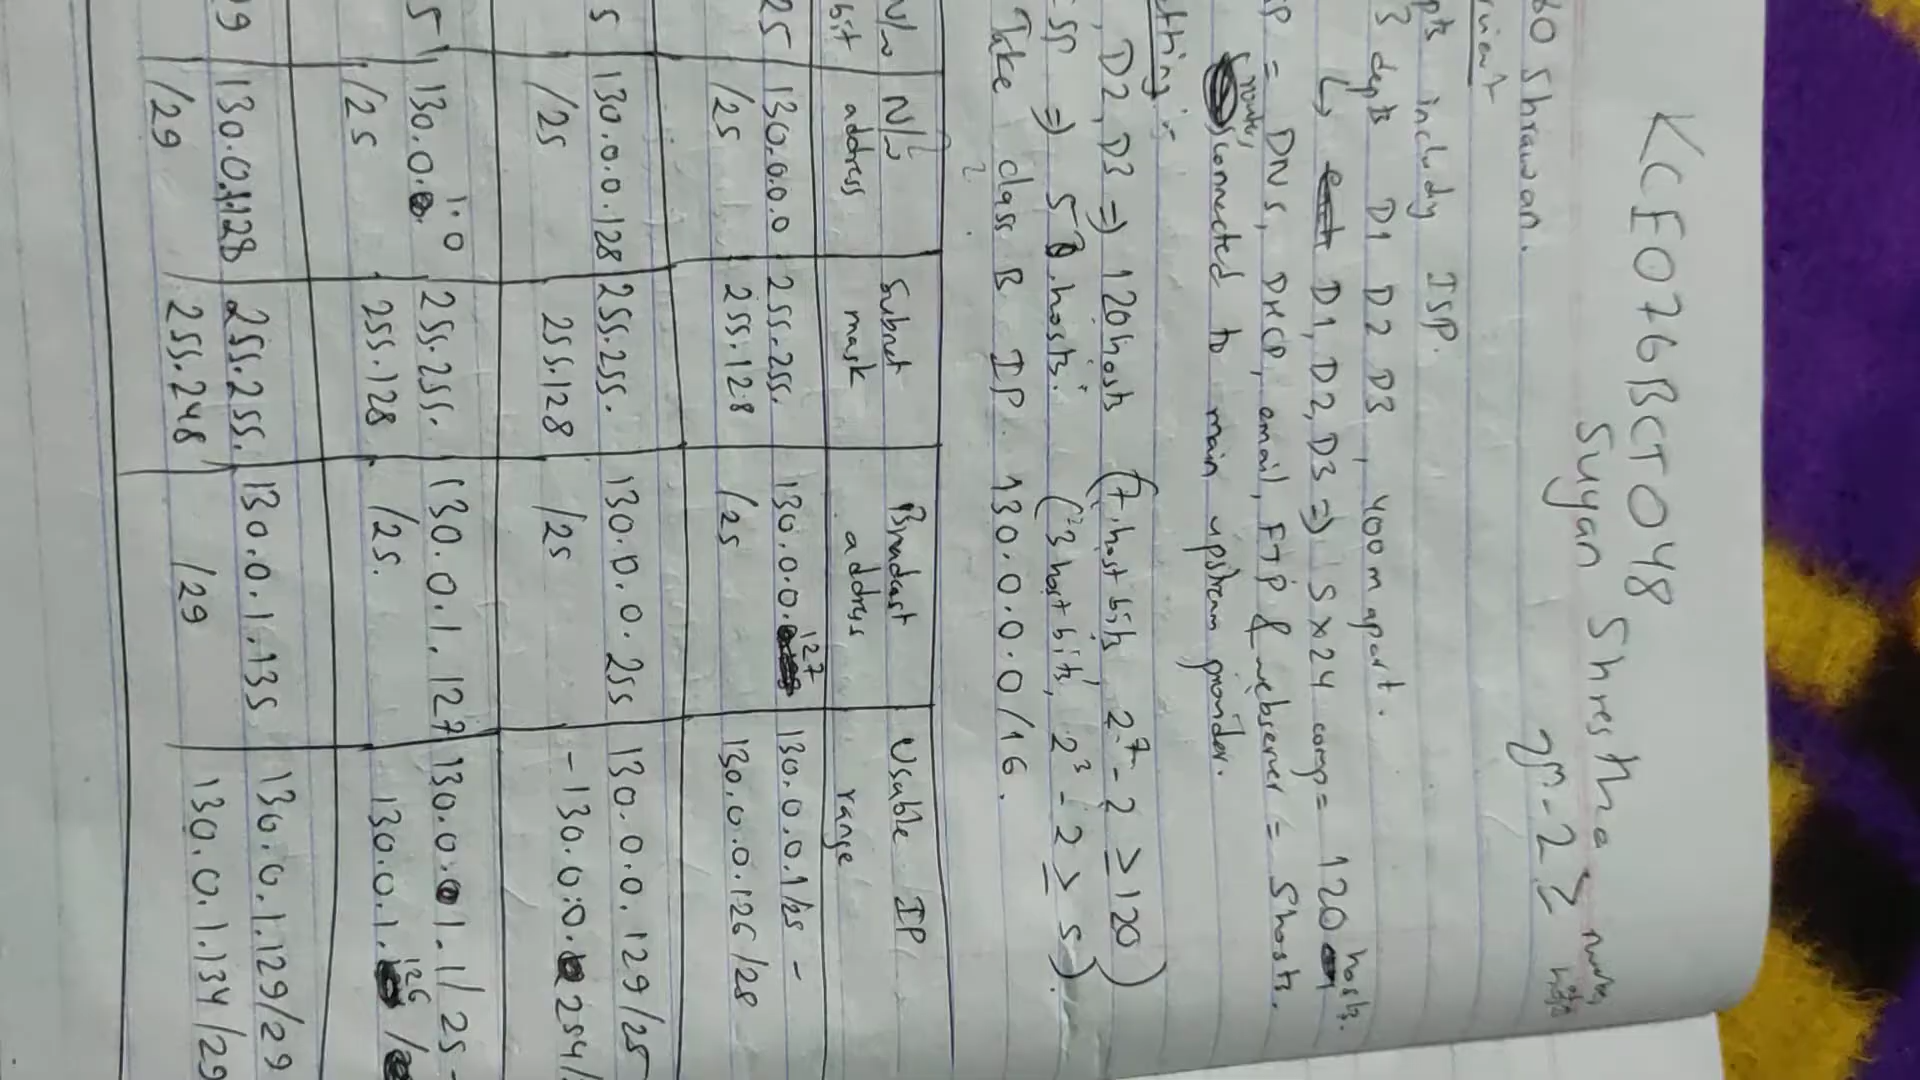 KCE076BCT048
Suyan Shrestha
2^n - 2 ≥
60 Shrawan.
includy ISP.
3 depts D1 D2 D3, 400m apart.
↳ D1, D2, D3 ⇒ 5 x 24 comp = 120 hosts.
= DNS, DHCP, email, FTP & webserver = 5 hosts.
router, connected to main upstream provider.
, D2, D3 ⇒ 120 hosts (7 host bits 2^7 - 2 ≥ 120)
ISP ⇒ 5 hosts. (3 host bits, 2^3 - 2 ≥ 5).
Take class B IP 130.0.0.0/16.
N/w bit N/w address Subnet mask Broadcast address Usable IP range
25 130.0.0.0 /25 255.255.255.128 130.0.0.127 /25 130.0.0.1/25 - 130.0.0.126/25
5 130.0.0.128 /25 255.255.255.128 130.0.0.255 /25 130.0.0.129/25 - 130.0.0.254/
5 130.0.1.0 /25 255.255.255.128 130.0.1.127 /25. 130.0.1.1/25 - 130.0.1.126 /
29 130.0.1.128 /29 255.255.255.248 130.0.1.135 /29 130.0.1.129/29 130.0.1.134/29